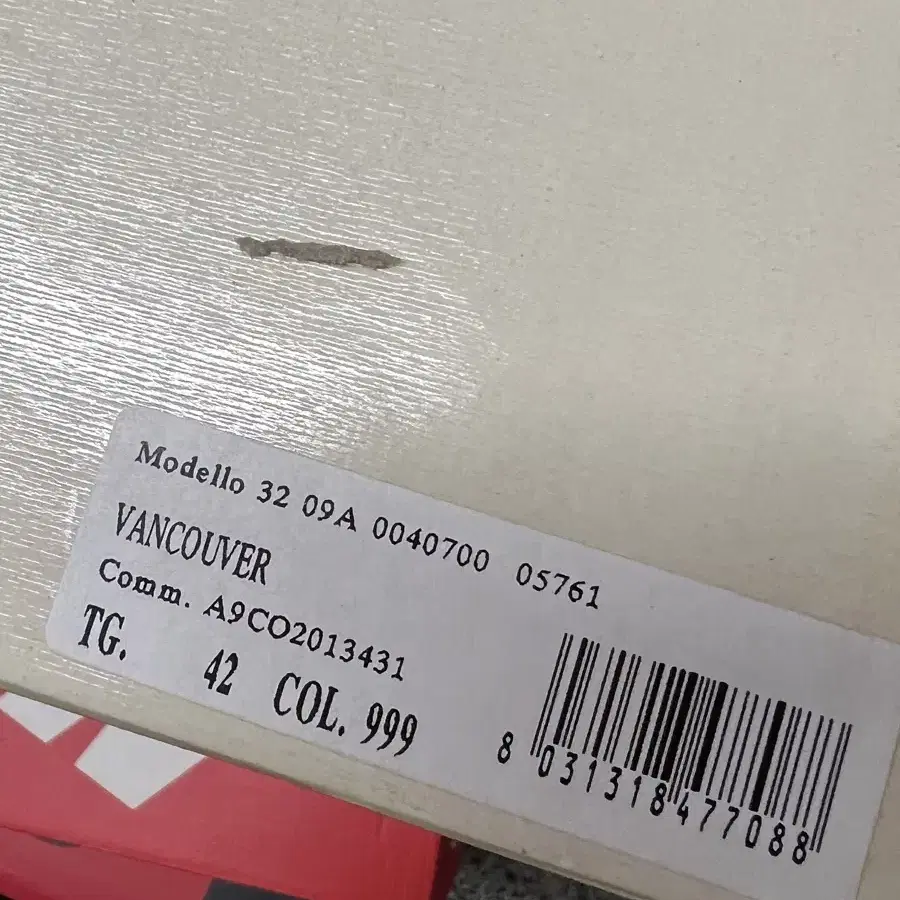 Modello 32 09A 0040700 05761
VANCOUVER
Comm. A9CO2013431
TG. 42 COL. 999
8 031318 477088